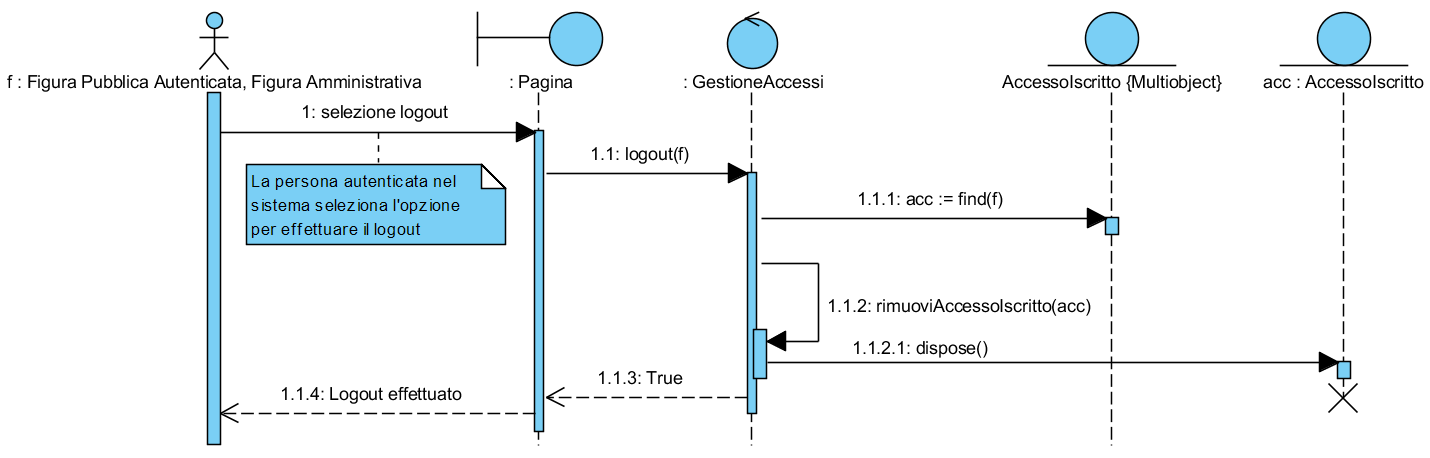 f : Figura Pubblica Autenticata, Figura Amministrativa
: Pagina
: GestioneAccessi
AccessoIscritto {Multiobject}
acc : AccessoIscritto
1: selezione logout
La persona autenticata nel
sistema seleziona l'opzione
per effettuare il logout
1.1: logout(f)
1.1.1: acc := find(f)
1.1.2: rimuoviAccessoIscritto(acc)
1.1.2.1: dispose()
1.1.3: True
1.1.4: Logout effettuato